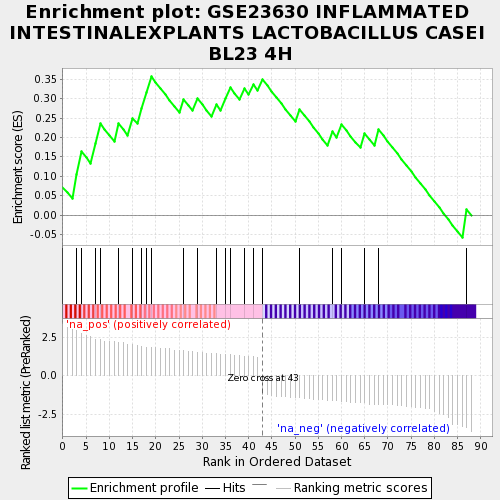 Enrichment plot: GSE23630 INFLAMMATED
INTESTINALEXPLANTS LACTOBACILLUS CASEI
BL23 4H
Enrichment score (ES)
0.35
0.30
0.25
0.20
0.15
0.10
0.05
0.00
-0.05
'na_pos' (positively correlated)
Ranked list metric (PreRanked)
2.5
0.0
-2.5
Zero cross at 43
'na_neg' (negatively correlated)
0 5 10 15 20 25 30 35 40 45 50 55 60 65 70 75 80 85 90
Rank in Ordered Dataset
Enrichment profile Hits Ranking metric scores